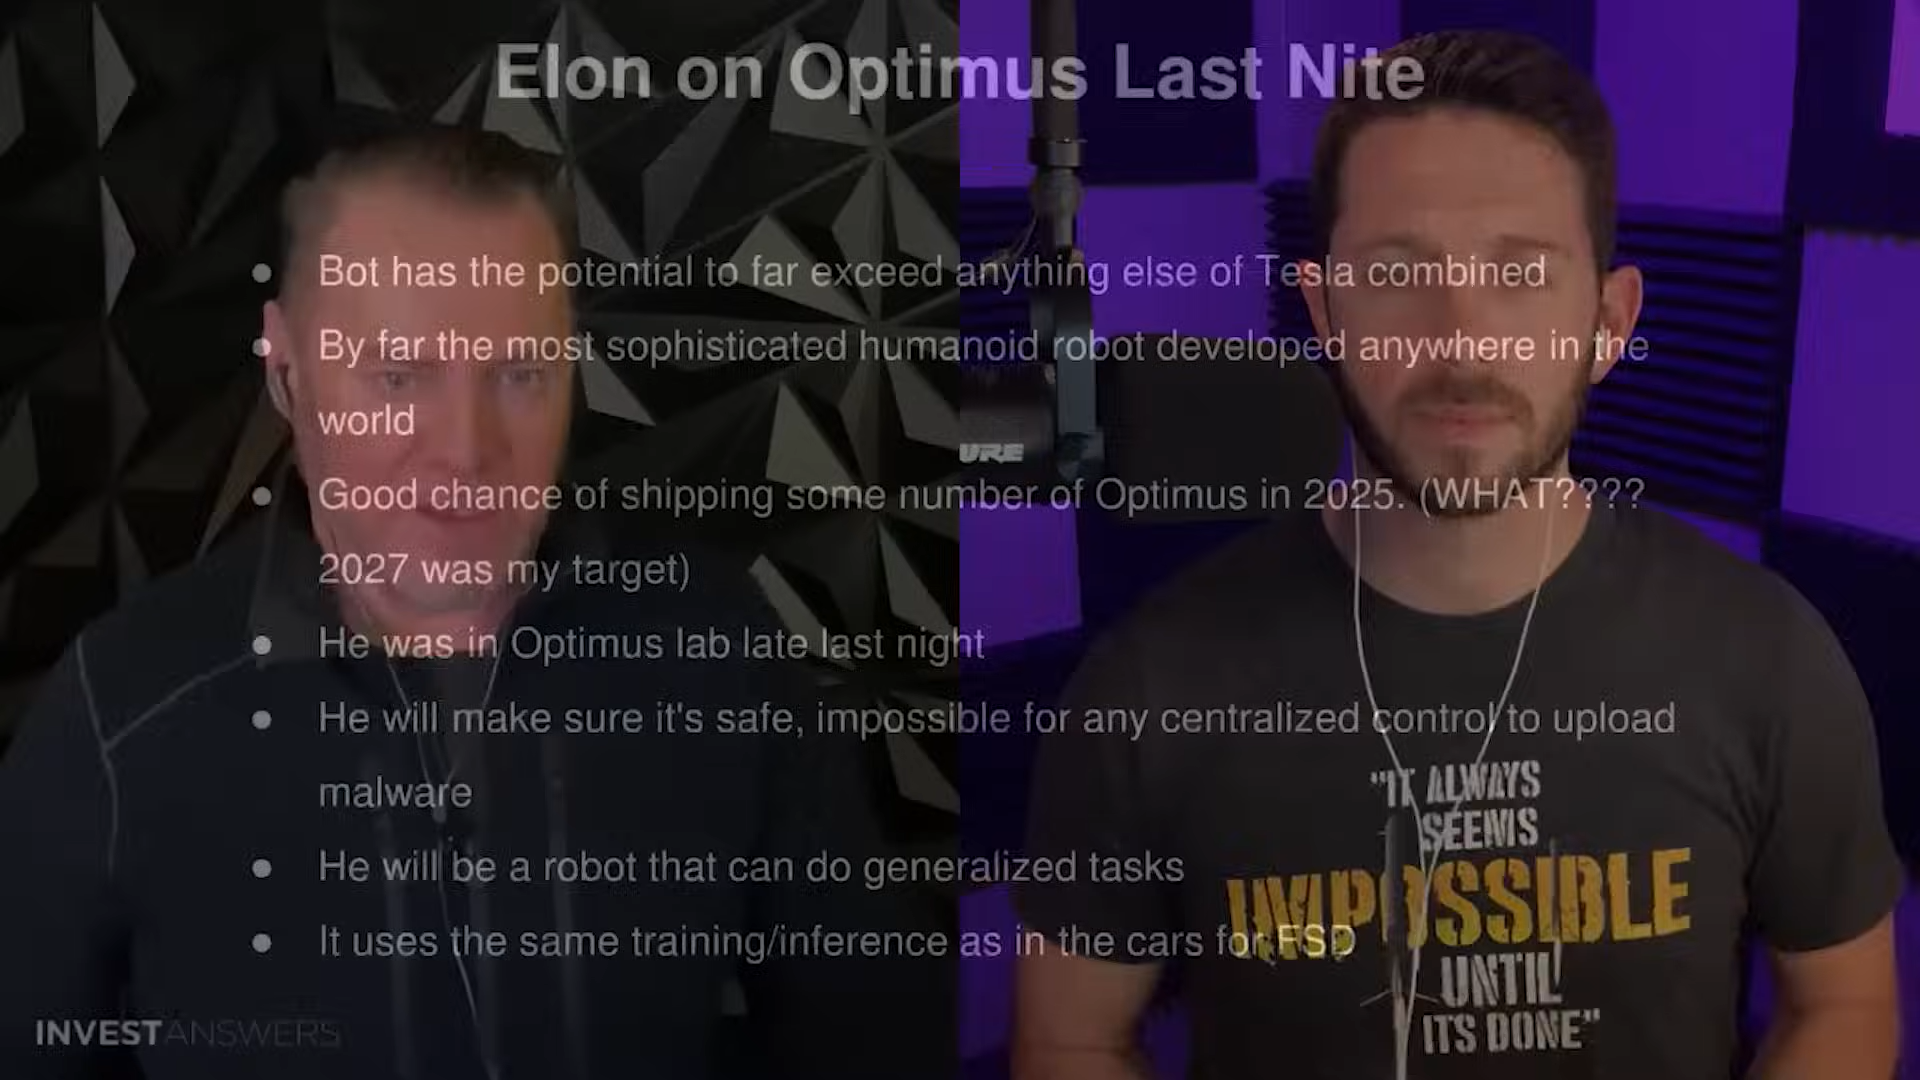 Elon on Optimus Last Nite
Bot has the potential to far exceed anything else of Tesla combined
By far the most sophisticated humanoid robot developed anywhere in the
world
Good chance of shipping some number of Optimus in 2025. (WHAT????
2027 was my target)
He was in Optimus lab late last night
He will make sure it's safe, impossible for any centralized control to upload
malware
He will be a robot that can do generalized tasks
It uses the same training/inference as in the cars for FSD
URE
"IT ALWAYS
SEEMS
IMPOSSIBLE
UNTIL
ITS DONE"
INVESTANSWERS